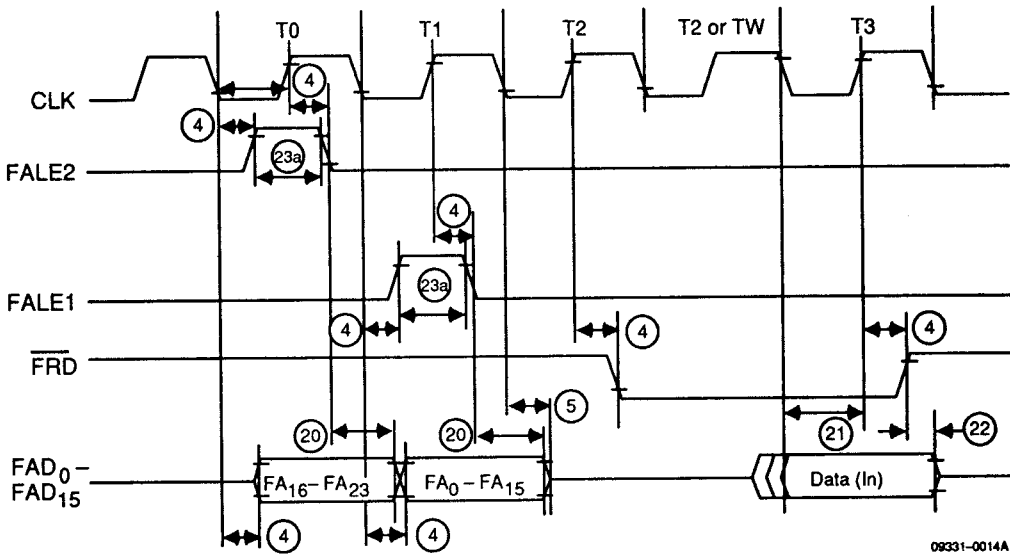 T0 T1 T2 T2 or TW T3
CLK
4
4
FALE2
23a
4
FALE1
23a
4
4
4
FRD
5
20
20
21
22
FAD0 –
FAD15
FA16–FA23
FA0 – FA15
Data (In)
4
4
09331-0014A